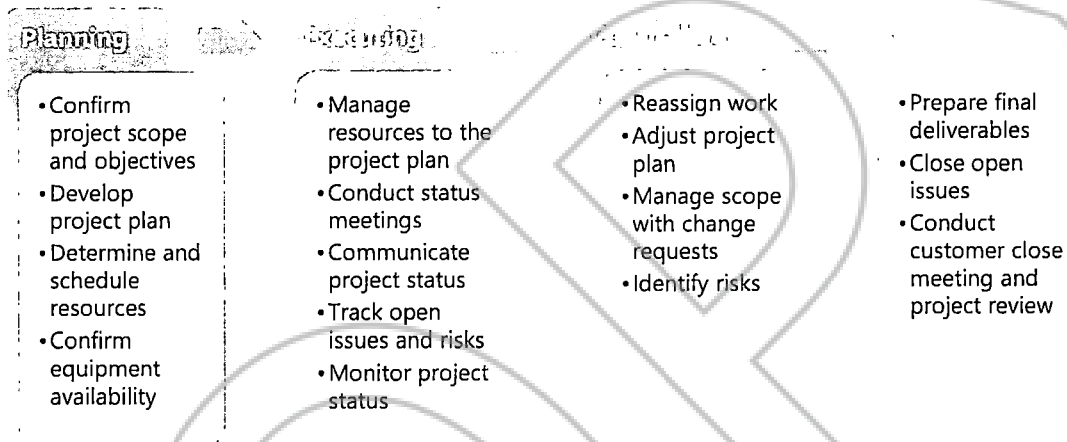 Planning
• Confirm
project scope
and objectives
• Develop
project plan
• Determine and
schedule
resources
• Confirm
equipment
availability
• Manage
resources to the
project plan
• Conduct status
meetings
• Communicate
project status
• Track open
issues and risks
• Monitor project
status
• Reassign work
• Adjust project
plan
• Manage scope
with change
requests
• Identify risks
• Prepare final
deliverables
• Close open
issues
• Conduct
customer close
meeting and
project review